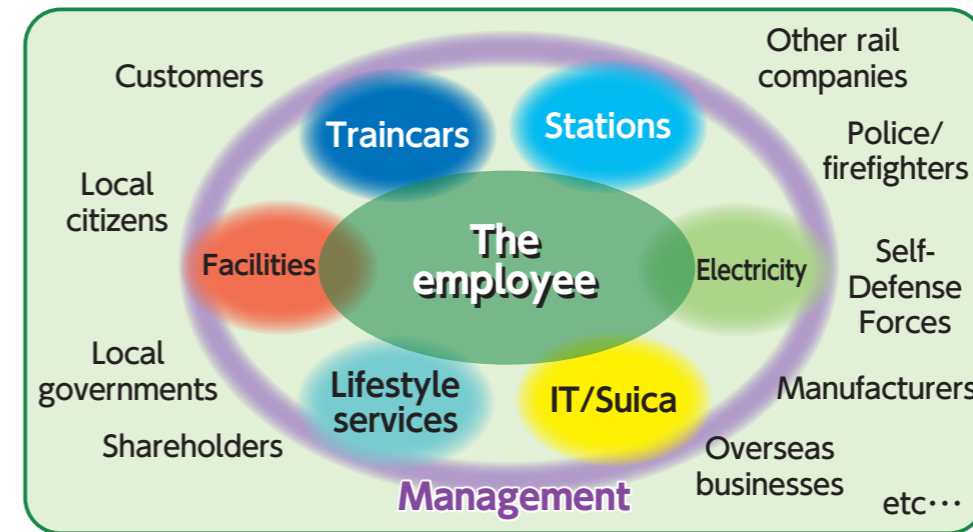 Customers
Other rail
companies
Traincars
Stations
Police/
firefighters
Local
citizens
Facilities
The
employee
Electricity
Self-
Defense
Forces
Local
governments
Lifestyle
services
IT/Suica
Manufacturers
Shareholders
Overseas
businesses
Management
etc…